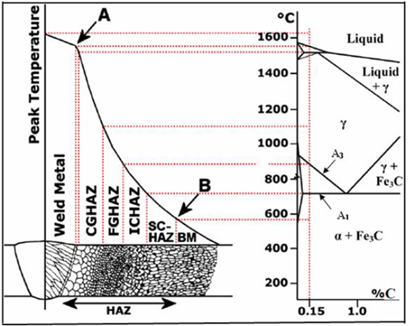 Peak Temperature
A
B
Weld Metal
CGHAZ
FGHAZ
ICHAZ
SC-
HAZ
BM
HAZ
°C
1600
1400
1200
1000
800
600
400
200
Liquid
Liquid
+ γ
γ
A3
γ +
Fe3C
A1
α + Fe3C
0.15
1.0
%C